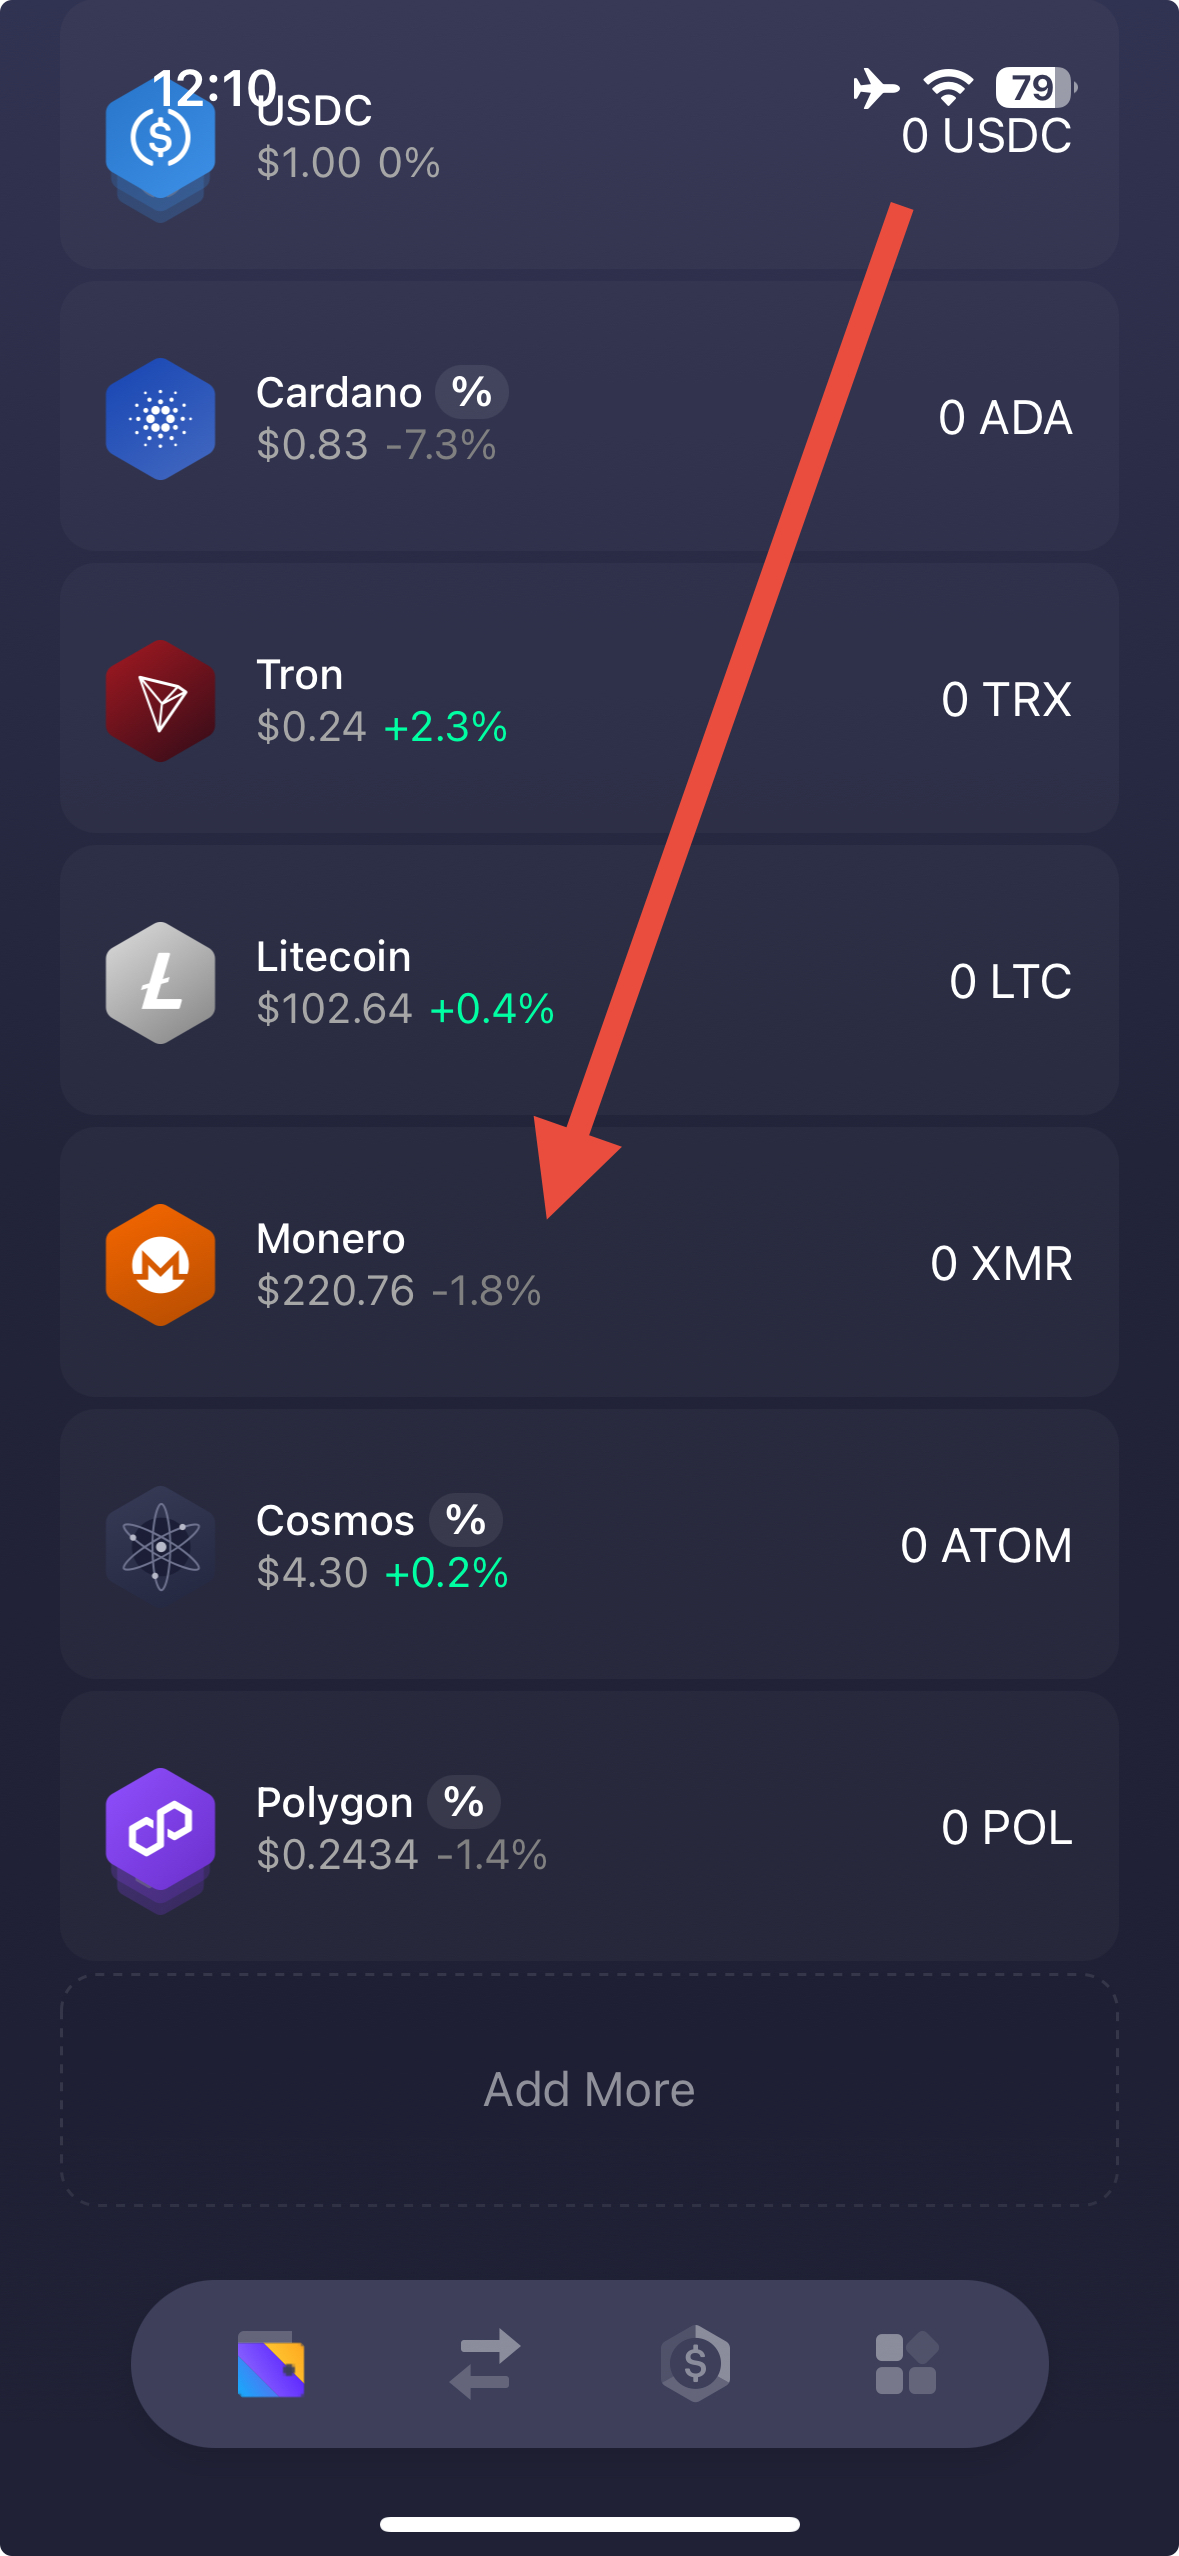 12:10
79
USDC
$1.00 0%
0 USDC
Cardano %
$0.83 -7.3%
0 ADA
Tron
$0.24 +2.3%
0 TRX
Litecoin
$102.64 +0.4%
0 LTC
Monero
$220.76 -1.8%
0 XMR
Cosmos %
$4.30 +0.2%
0 ATOM
Polygon %
$0.2434 -1.4%
0 POL
Add More